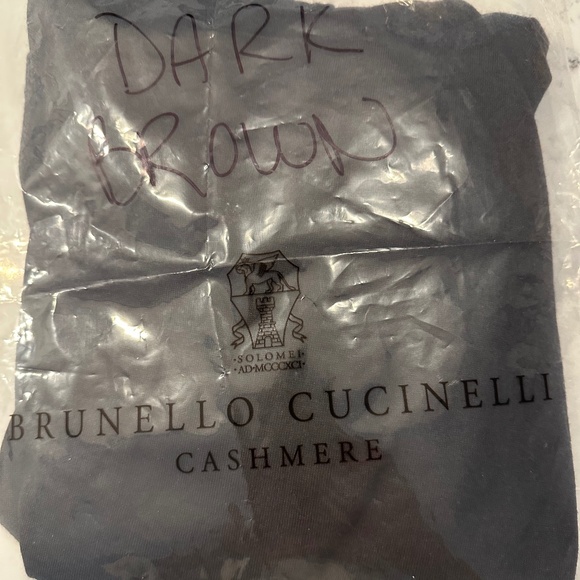 DARK
BROWN
·SOLOMEI·
·AD·MCCCXCI·
BRUNELLO CUCINELLI
CASHMERE